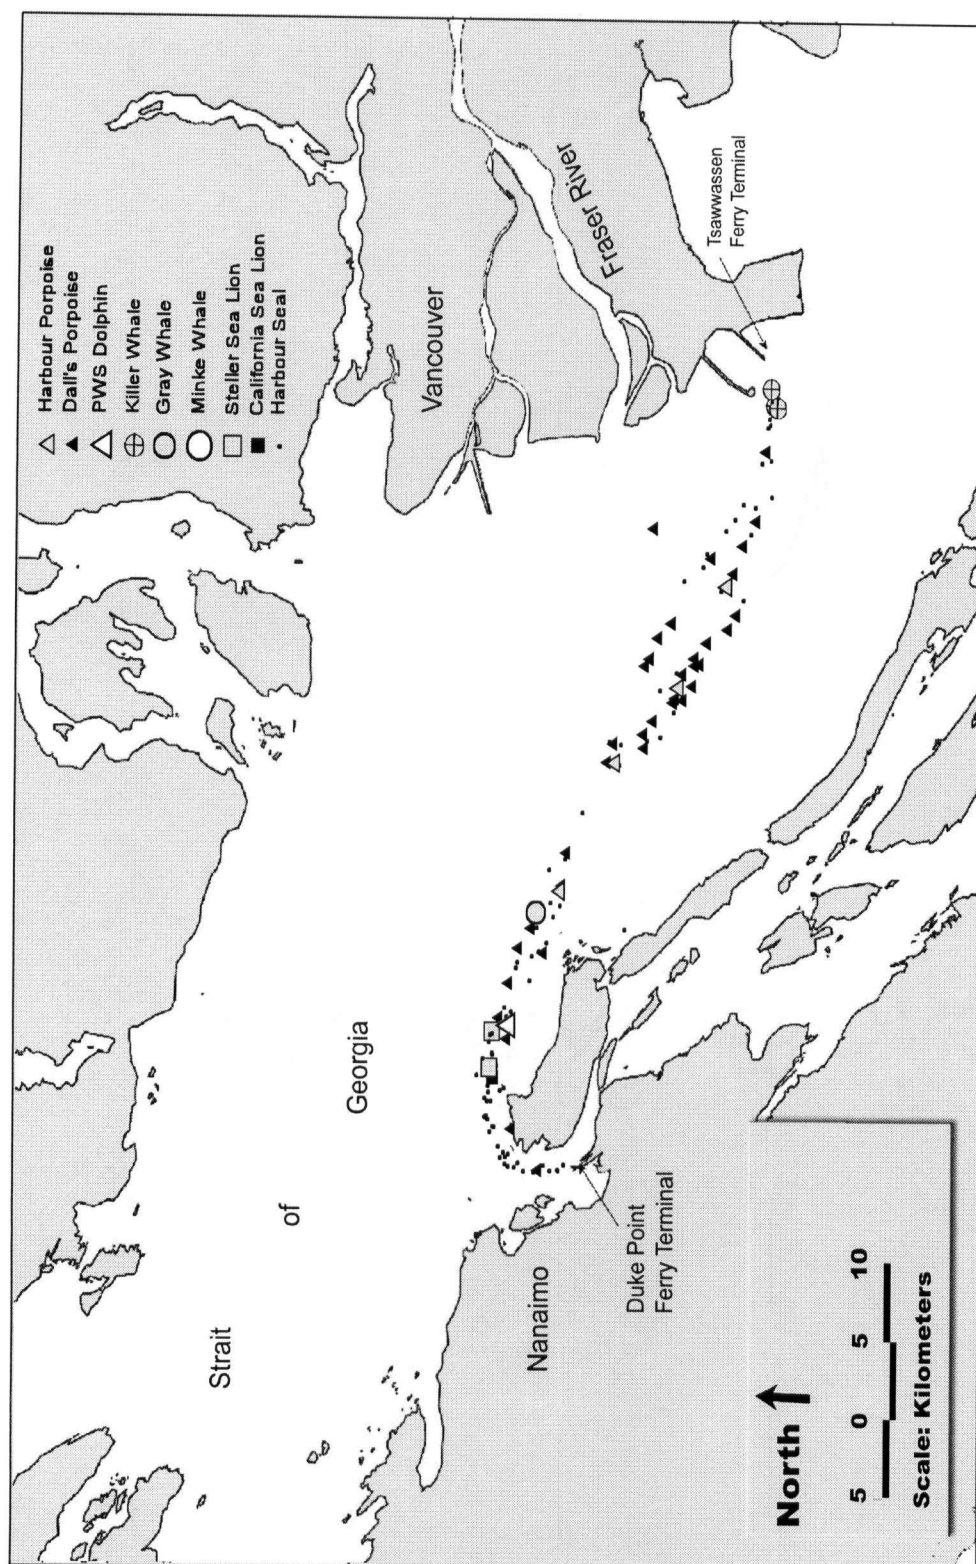 Harbour Porpoise
Dall's Porpoise
PWS Dolphin
Killer Whale
Gray Whale
Minke Whale
Steller Sea Lion
California Sea Lion
Harbour Seal
Vancouver
Fraser River
Tsawwassen
Ferry Terminal
Strait
of
Georgia
Nanaimo
Duke Point
Ferry Terminal
North
5 0 5 10
Scale: Kilometers